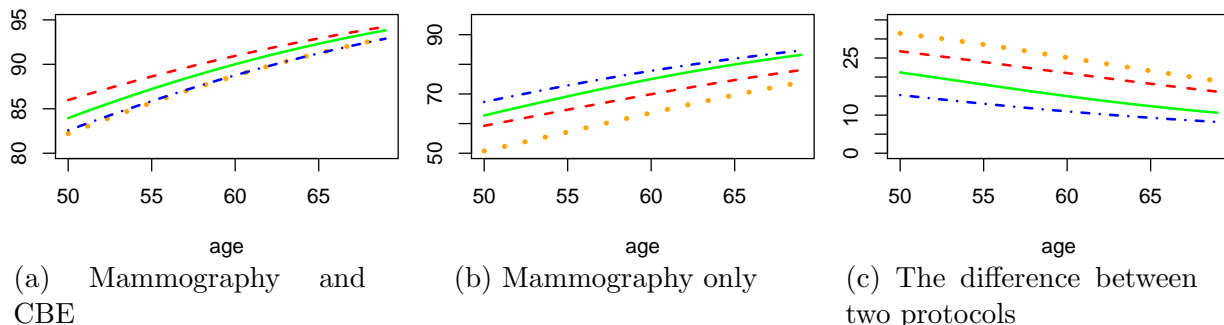 95
90
85
80
50 55 60 65
age
(a) Mammography and
CBE
90
70
50
50 55 60 65
age
(b) Mammography only
25
10
0
50 55 60 65
age
(c) The difference between
two protocols